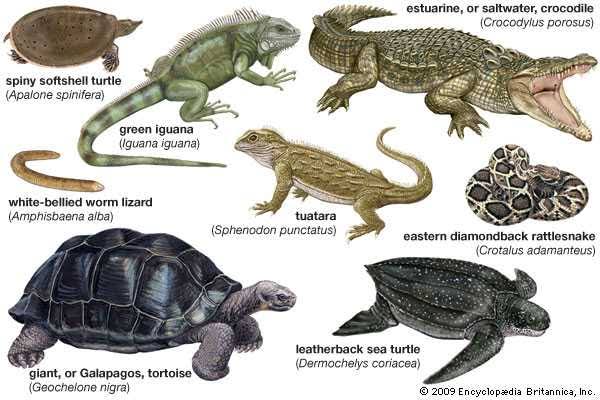 estuarine, or saltwater, crocodile
(Crocodylus porosus)
spiny softshell turtle
(Apalone spinifera)
green iguana
(Iguana iguana)
white-bellied worm lizard
(Amphisbaena alba)
tuatara
(Sphenodon punctatus)
eastern diamondback rattlesnake
(Crotalus adamanteus)
giant, or Galapagos, tortoise
(Geochelone nigra)
leatherback sea turtle
(Dermochelys coriacea)
© 2009 Encyclopædia Britannica, Inc.